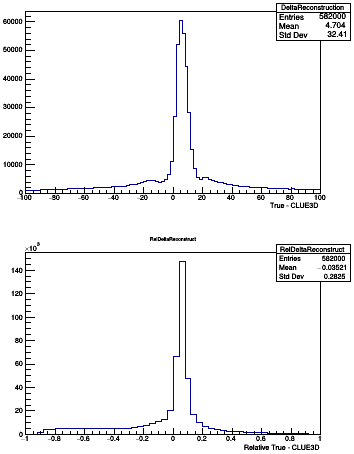 DeltaReconstruction
Entries 582000
Mean 4.704
Std Dev 32.41
60000
50000
40000
30000
20000
10000
0
-100 -80 -60 -40 -20 0 20 40 60 80 100
True - CLUE3D
RelDeltaReconstruct
×10³
RelDeltaReconstruct
Entries 582000
Mean -0.03521
Std Dev 0.2825
140
120
100
80
60
40
20
0
-1 -0.8 -0.6 -0.4 -0.2 0 0.2 0.4 0.6 0.8 1
Relative True - CLUE3D